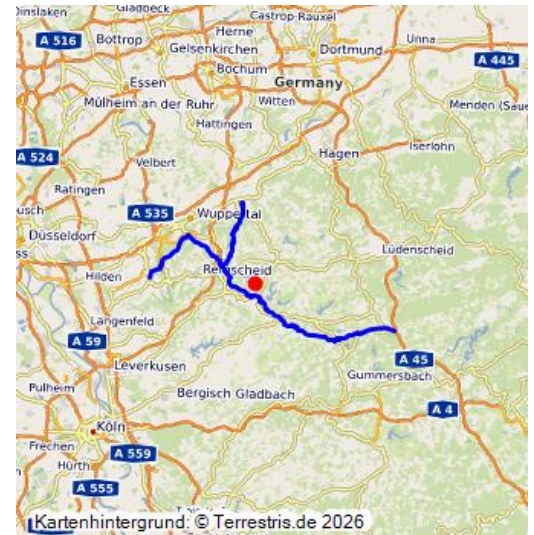 Dinslaken
Gladbeck
Castrop-Rauxel
Herne
Unna
A 516
Bottrop
Gelsenkirchen
Dortmund
A 445
Bochum
Essen
Germany
Mülheim an der Ruhr
Witten
Menden (Saue
Hattingen
Iserlohn
Hagen
A 524
Velbert
Ratingen
A 535
Wuppertal
Düsseldorf
Lüdenscheid
Hilden
Remscheid
Langenfeld
A 59
A 45
Leverkusen
Gummersbach
Pulheim
Bergisch Gladbach
A 4
Köln
Frechen
A 559
Hürth
A 555
Kartenhintergrund: © Terrestris.de 2026